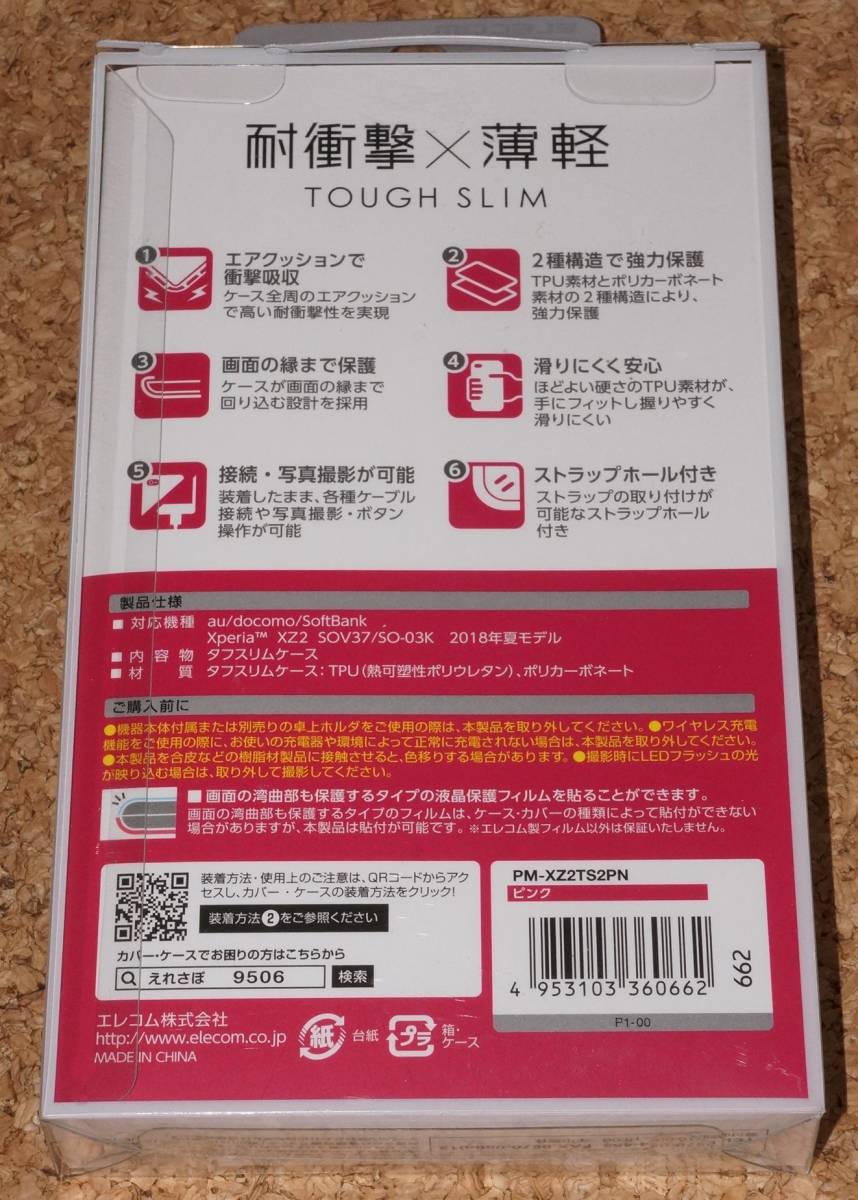 耐衝撃×薄軽
TOUGH SLIM
1
エアクッションで
衝撃吸収
ケース全周のエアクッション
で高い耐衝撃性を実現
2
2種構造で強力保護
TPU素材とポリカーボネート
素材の2種構造により、
強力保護
3
画面の縁まで保護
ケースが画面の縁まで
回り込む設計を採用
4
滑りにくく安心
ほどよい硬さのTPU素材が、
手にフィットし握りやすく
滑りにくい
5
接続・写真撮影が可能
装着したまま、各種ケーブル
接続や写真撮影・ボタン
操作が可能
6
ストラップホール付き
ストラップの取り付けが
可能なストラップホール
付き
製品仕様
■対応機種 au/docomo/SoftBank
Xperia™ XZ2 SOV37/SO-03K 2018年夏モデル
■内容物 タフスリムケース
■材質 タフスリムケース：TPU（熱可塑性ポリウレタン）、ポリカーボネート
ご購入前に
●機器本体付属または別売りの卓上ホルダをご使用の際は、本製品を取り外してください。●ワイヤレス充電
機能をご使用の際に、お使いの充電器や環境によって正常に充電されない場合は、本製品を取り外してください。
●本製品を合皮などの樹脂材製品に接触させると、色移りする場合があります。●撮影時にLEDフラッシュの光
が映り込む場合は、取り外して撮影してください。
■画面の湾曲部も保護するタイプの液晶保護フィルムを貼ることができます。
画面の湾曲部も保護するタイプのフィルムは、ケース・カバーの種類によって貼付ができない
場合がありますが、本製品は貼付が可能です。※エレコム製フィルム以外は保証いたしません。
装着方法・使用上のご注意は、QRコードからアク
セスし、カバー・ケースの装着方法をクリック！
装着方法2をご参照ください
カバー・ケースでお困りの方はこちらから
えれさぽ 9506 検索
PM-XZ2TS2PN
ピンク
4 953103 360662
662
P1-00
エレコム株式会社
http://www.elecom.co.jp
MADE IN CHINA
紙
台紙
プラ
箱・
ケース